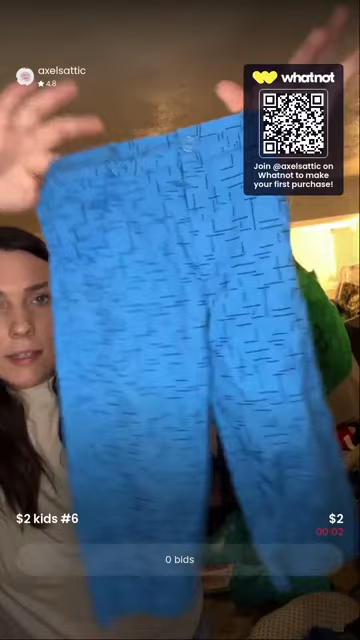 axelsattic
★ 4.8
whatnot
Join @axelsattic on
Whatnot to make
your first purchase!
$2 kids #6
$2
00:02
0 bids